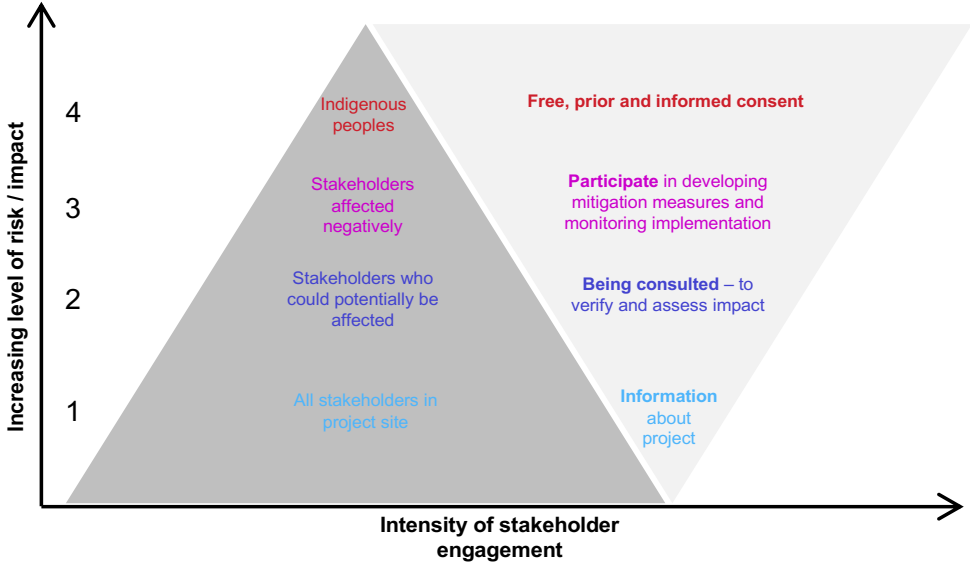 Increasing level of risk / impact
4
Indigenous
peoples
Free, prior and informed consent
3
Stakeholders
affected
negatively
Participate in developing
mitigation measures and
monitoring implementation
2
Stakeholders who
could potentially be
affected
Being consulted – to
verify and assess impact
1
All stakeholders in
project site
Information
about
project
Intensity of stakeholder
engagement